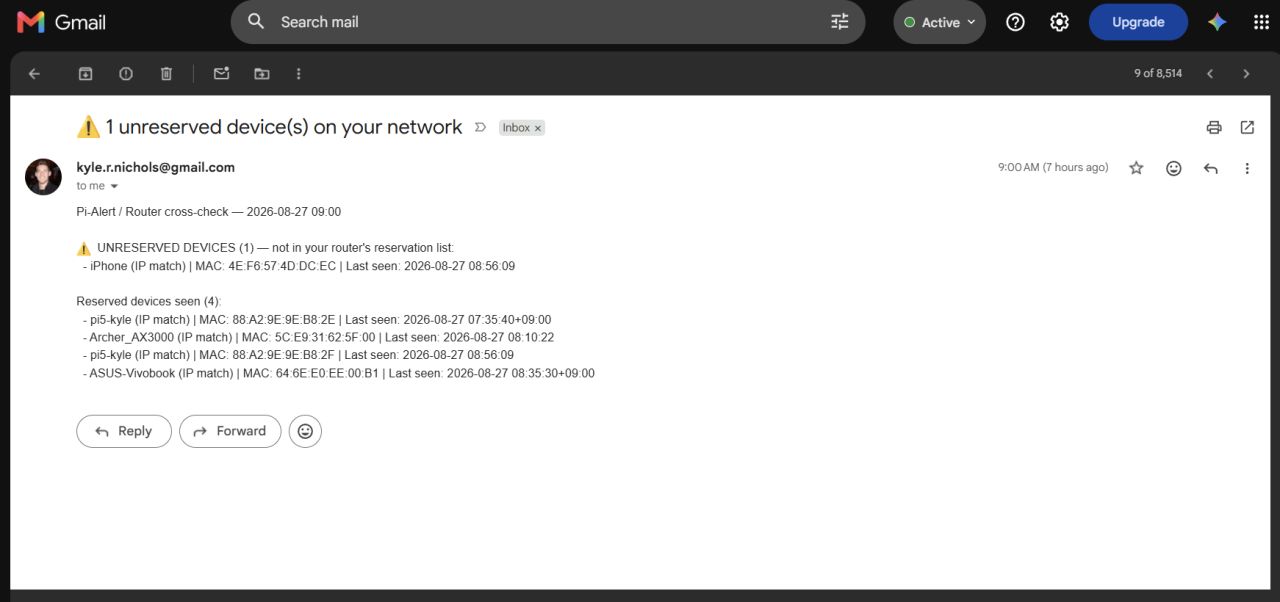 Gmail
Search mail
Active
Upgrade
9 of 8,514
⚠️ 1 unreserved device(s) on your network
Inbox ×
kyle.r.nichols@gmail.com
9:00 AM (7 hours ago)
to me
Pi-Alert / Router cross-check — 2026-08-27 09:00
⚠️ UNRESERVED DEVICES (1) — not in your router's reservation list:
- iPhone (IP match) | MAC: 4E:F6:57:4D:DC:EC | Last seen: 2026-08-27 08:56:09
Reserved devices seen (4):
- pi5-kyle (IP match) | MAC: 88:A2:9E:9E:B8:2E | Last seen: 2026-08-27 07:35:40+09:00
- Archer_AX3000 (IP match) | MAC: 5C:E9:31:62:5F:00 | Last seen: 2026-08-27 08:10:22
- pi5-kyle (IP match) | MAC: 88:A2:9E:9E:B8:2F | Last seen: 2026-08-27 08:56:09
- ASUS-Vivobook (IP match) | MAC: 64:6E:E0:EE:00:B1 | Last seen: 2026-08-27 08:35:30+09:00
Reply
Forward